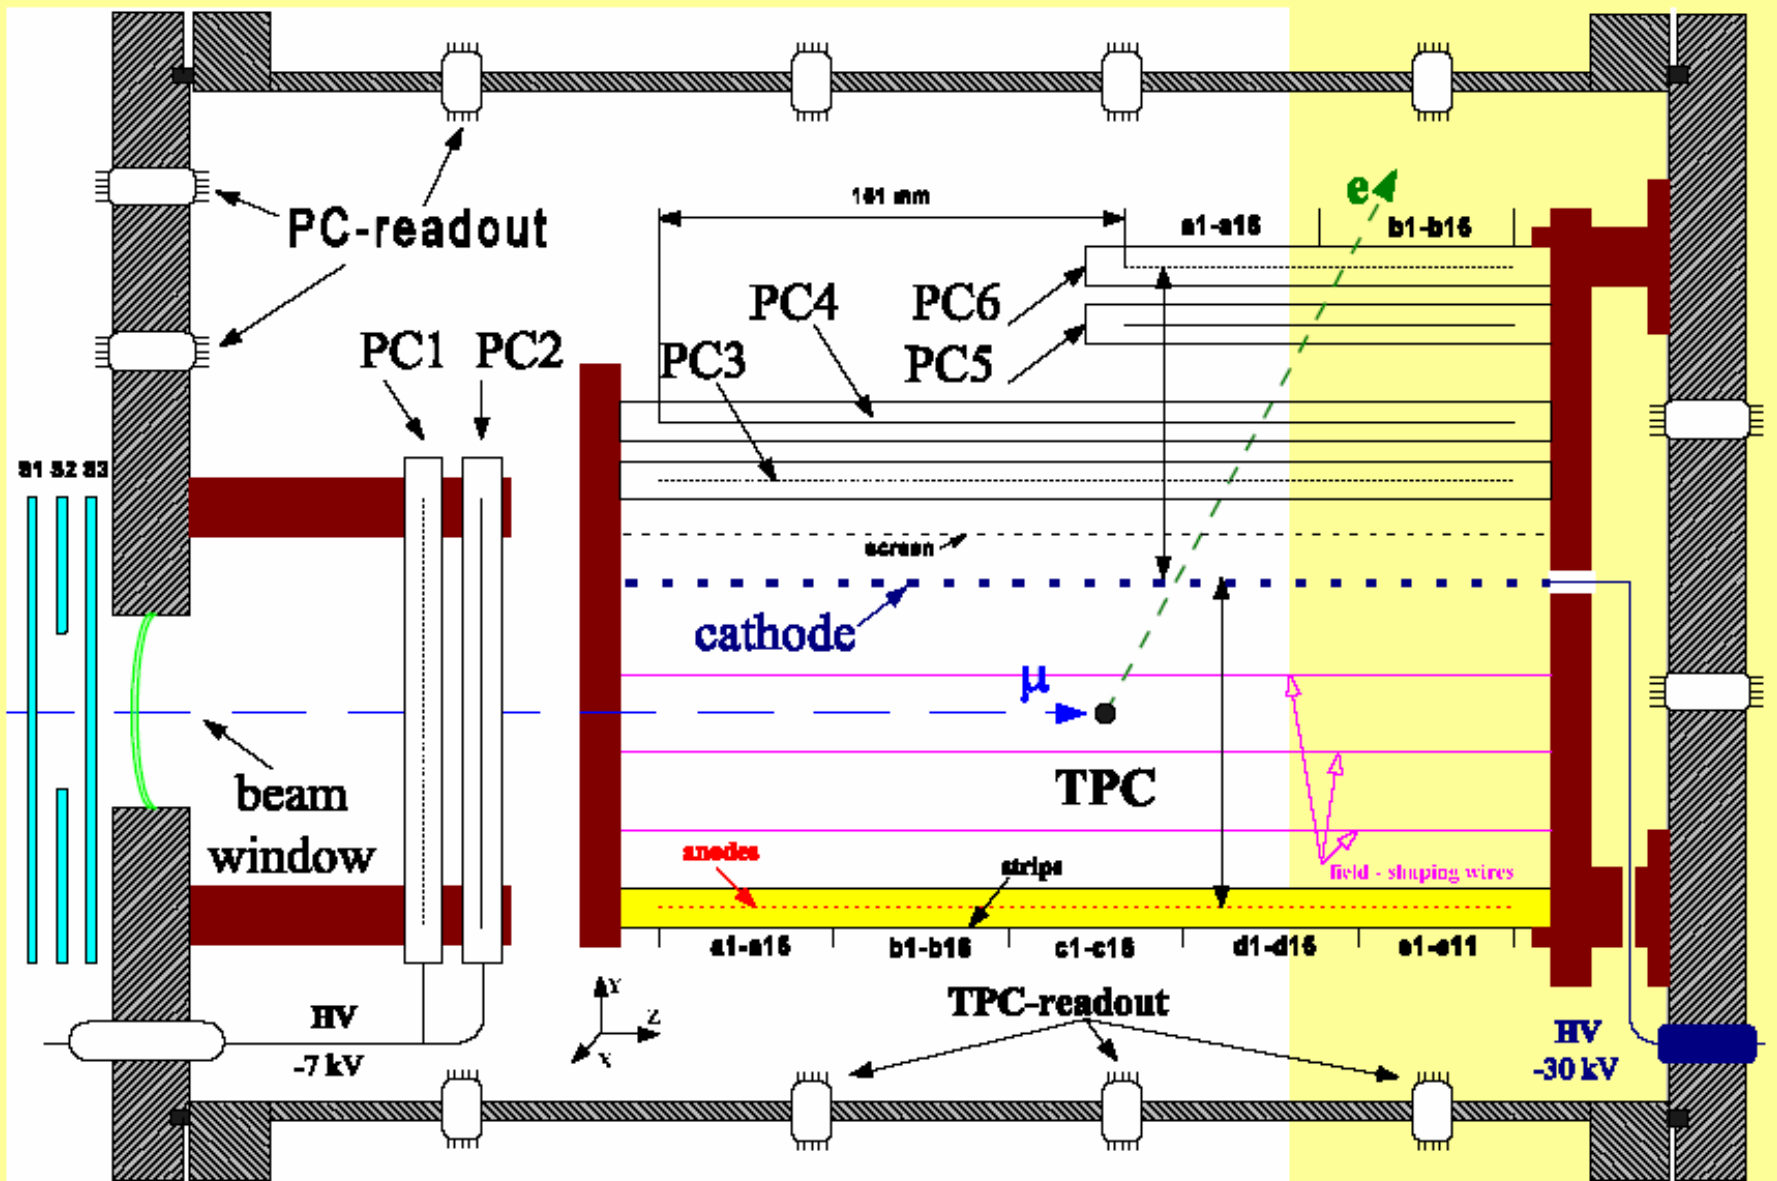 161 mm
e
a1-a16
b1-b16
PC-readout
PC6
PC4
PC1
PC2
PC3
PC5
S1 S2 S3
screen
cathode
μ
beam
window
TPC
anodes
strips
field - shaping wires
a1-a16
b1-b16
c1-c16
d1-d16
e1-e11
Y
Z
X
TPC-readout
HV
-7 kV
HV
-30 kV